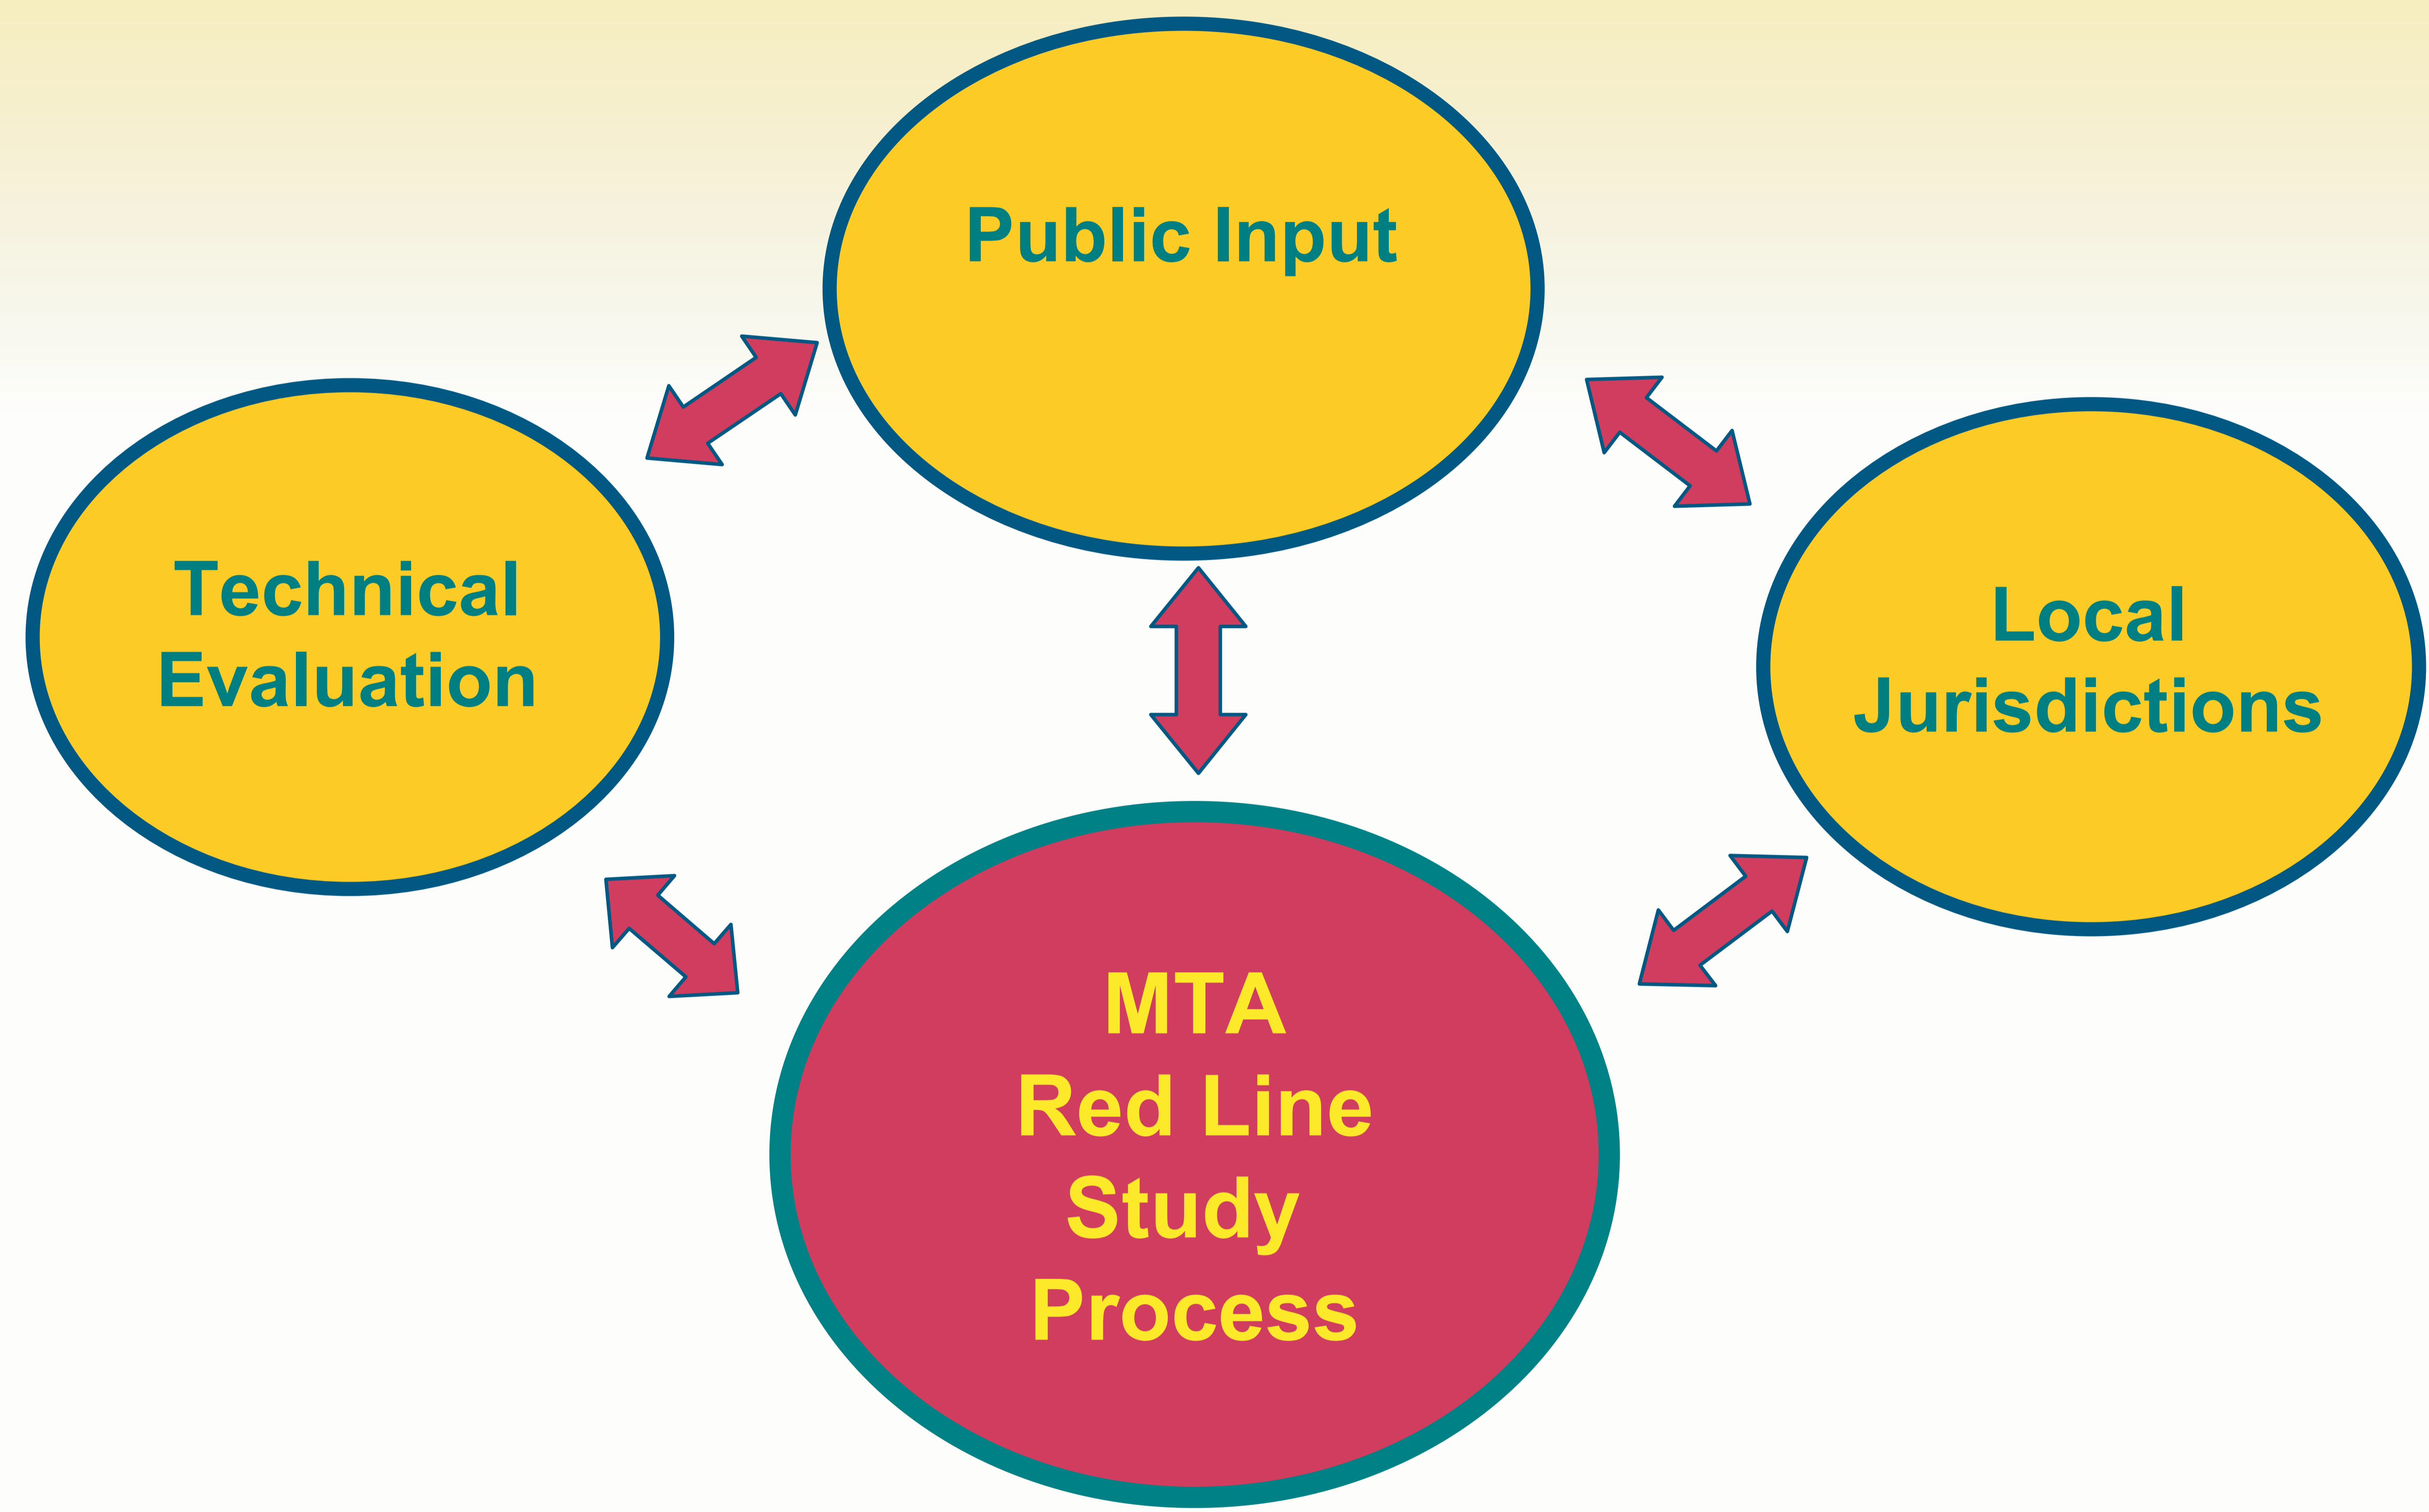 Public Input
Technical
Evaluation
Local
Jurisdictions
MTA
Red Line
Study
Process